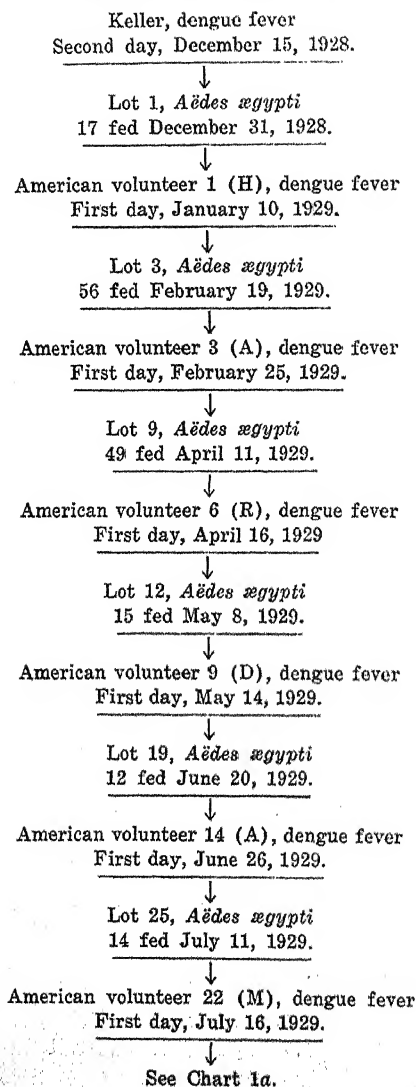 Keller, dengue fever
Second day, December 15, 1928.
Lot 1, Aëdes ægypti
17 fed December 31, 1928.
American volunteer 1 (H), dengue fever
First day, January 10, 1929.
Lot 3, Aëdes ægypti
56 fed February 19, 1929.
American volunteer 3 (A), dengue fever
First day, February 25, 1929.
Lot 9, Aëdes ægypti
49 fed April 11, 1929.
American volunteer 6 (R), dengue fever
First day, April 16, 1929
Lot 12, Aëdes ægypti
15 fed May 8, 1929.
American volunteer 9 (D), dengue fever
First day, May 14, 1929.
Lot 19, Aëdes ægypti
12 fed June 20, 1929.
American volunteer 14 (A), dengue fever
First day, June 26, 1929.
Lot 25, Aëdes ægypti
14 fed July 11, 1929.
American volunteer 22 (M), dengue fever
First day, July 16, 1929.
See Chart 1a.